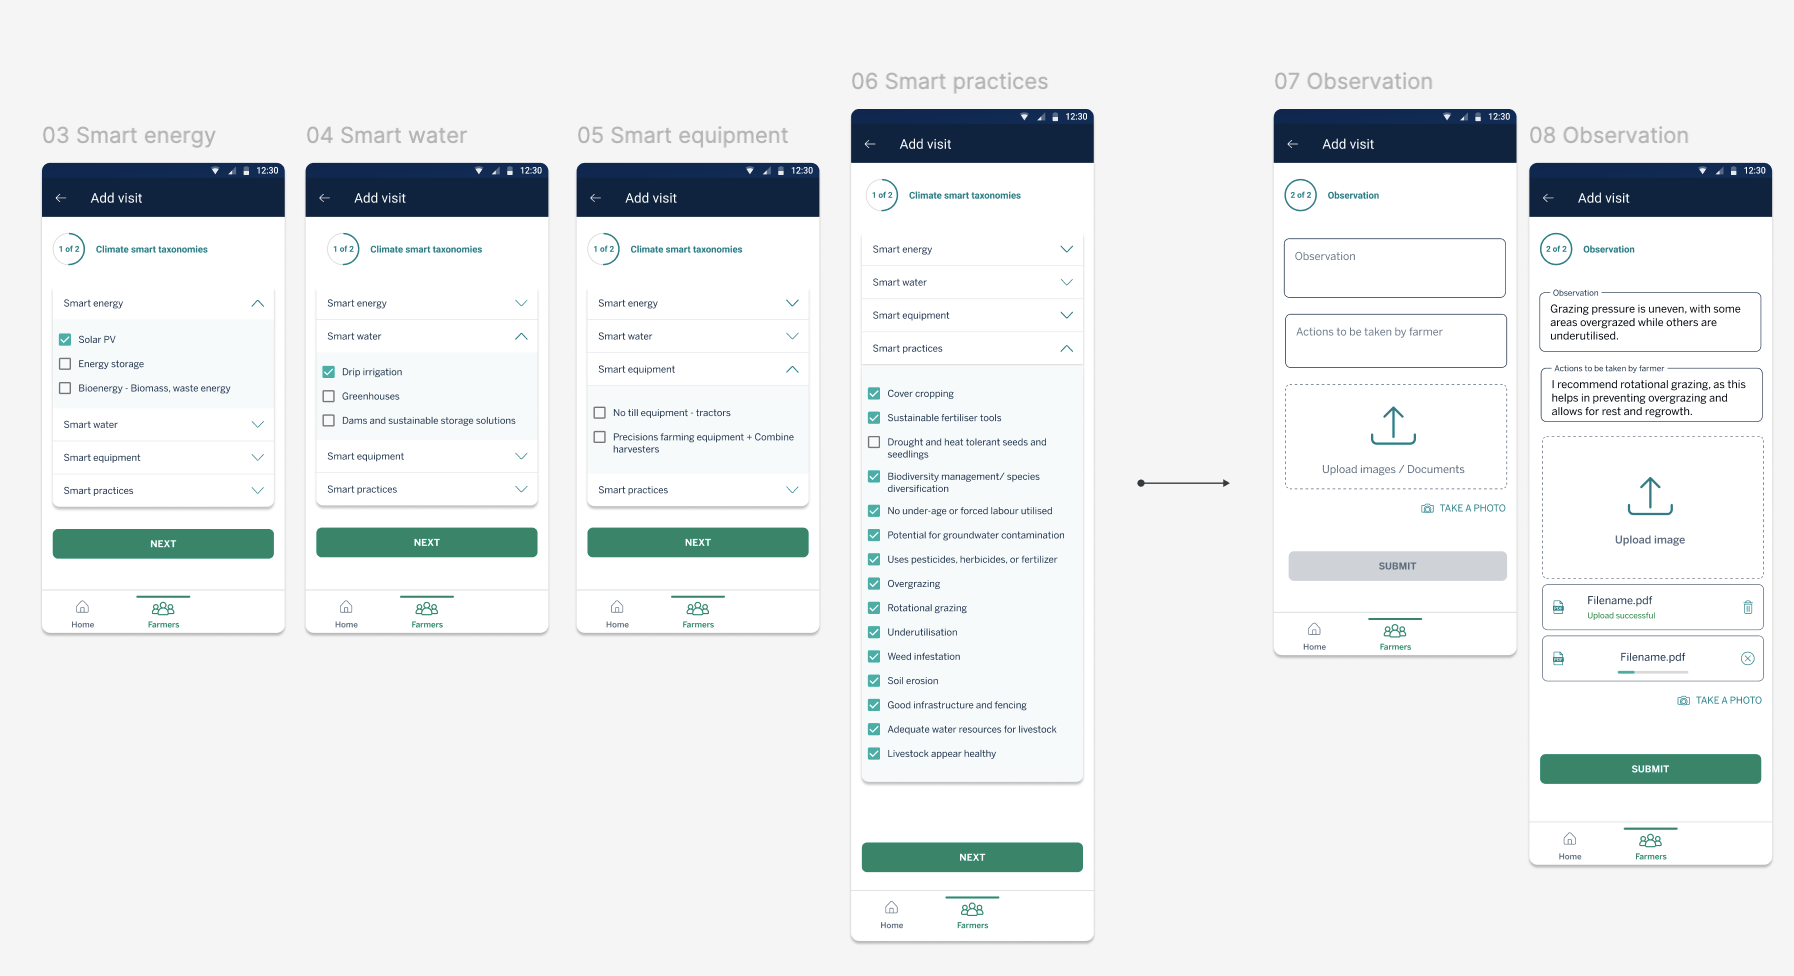 03 Smart energy
12:30
Add visit
1 of 2
Climate smart taxonomies
Smart energy
Solar PV
Energy storage
Bioenergy - Biomass, waste energy
Smart water
Smart equipment
Smart practices
NEXT
Home
Farmers
04 Smart water
12:30
Add visit
1 of 2
Climate smart taxonomies
Smart energy
Smart water
Drip irrigation
Greenhouses
Dams and sustainable storage solutions
Smart equipment
Smart practices
NEXT
Home
Farmers
05 Smart equipment
12:30
Add visit
1 of 2
Climate smart taxonomies
Smart energy
Smart water
Smart equipment
No till equipment - tractors
Precisions farming equipment + Combine
harvesters
Smart practices
NEXT
Home
Farmers
06 Smart practices
12:30
Add visit
1 of 2
Climate smart taxonomies
Smart energy
Smart water
Smart equipment
Smart practices
Cover cropping
Sustainable fertiliser tools
Drought and heat tolerant seeds and
seedlings
Biodiversity management/ species
diversification
No under-age or forced labour utilised
Potential for groundwater contamination
Uses pesticides, herbicides, or fertilizer
Overgrazing
Rotational grazing
Underutilisation
Weed infestation
Soil erosion
Good infrastructure and fencing
Adequate water resources for livestock
Livestock appear healthy
NEXT
Home
Farmers
07 Observation
12:30
Add visit
2 of 2
Observation
Observation
Actions to be taken by farmer
Upload images / Documents
TAKE A PHOTO
SUBMIT
Home
Farmers
08 Observation
12:30
Add visit
2 of 2
Observation
Observation
Grazing pressure is uneven, with some
areas overgrazed while others are
underutilised.
Actions to be taken by farmer
I recommend rotational grazing, as this
helps in preventing overgrazing and
allows for rest and regrowth.
Upload image
PDF
Filename.pdf
Upload successful
PDF
Filename.pdf
TAKE A PHOTO
SUBMIT
Home
Farmers